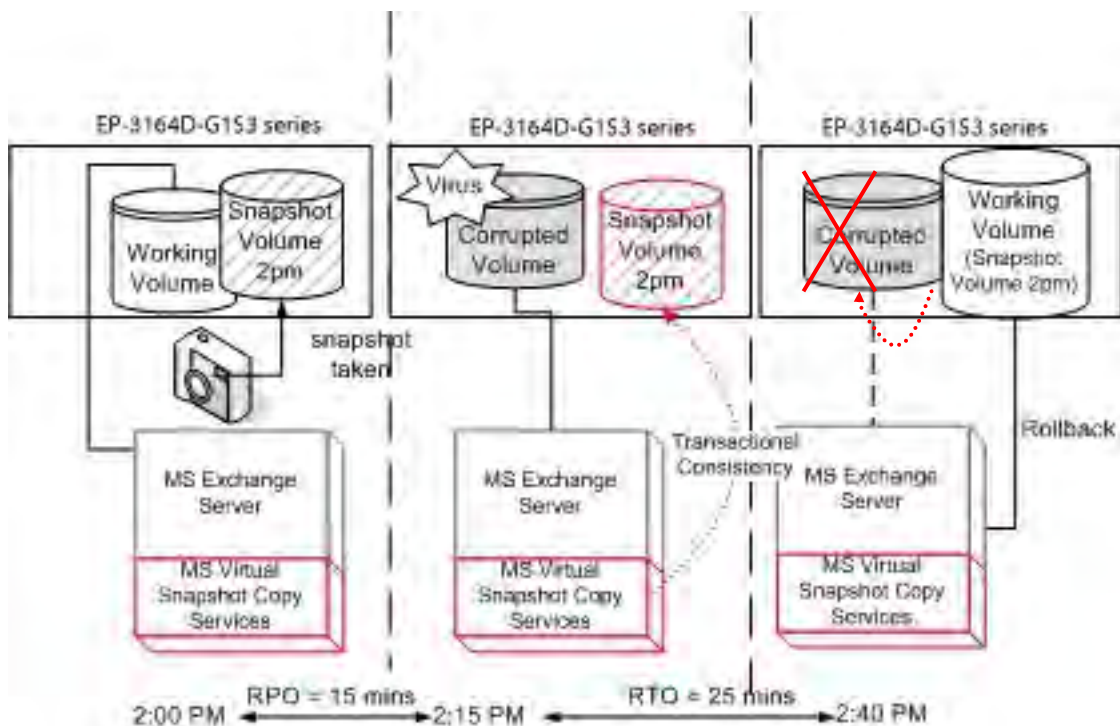 EP-3164D-G1S3 series
Working
Volume
Snapshot
Volume
2pm
snapshot
taken
MS Exchange
Server
MS Virtual
Snapshot Copy
Services
EP-3164D-G1S3 series
Virus
Corrupted
Volume
Snapshot
Volume
2pm
Transactional
Consistency
MS Exchange
Server
MS Virtual
Snapshot Copy
Services
EP-3164D-G1S3 series
Corrupted
Volume
Working
Volume
(Snapshot
Volume 2pm)
Rollback
MS Exchange
Server
MS Virtual
Snapshot Copy
Services
RPO = 15 mins
RTO = 25 mins
2:00 PM
2:15 PM
2:40 PM